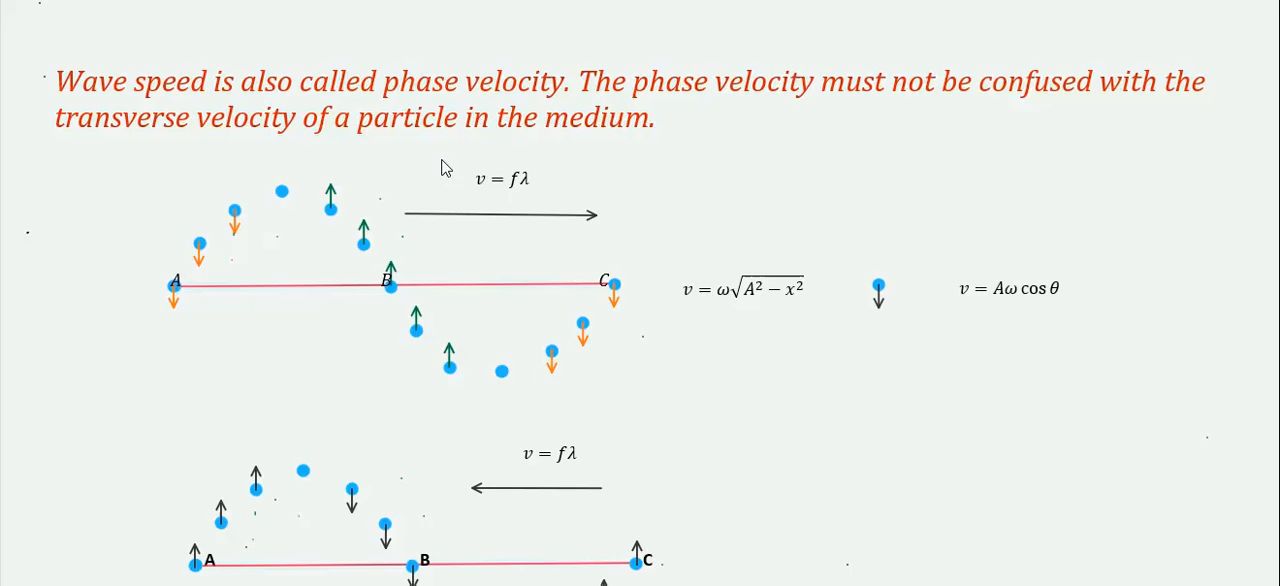 Wave speed is also called phase velocity. The phase velocity must not be confused with the
transverse velocity of a particle in the medium.
v = fλ
A
B
C
v = ω√A² − x²
v = Aω cos θ
v = fλ
A
B
C